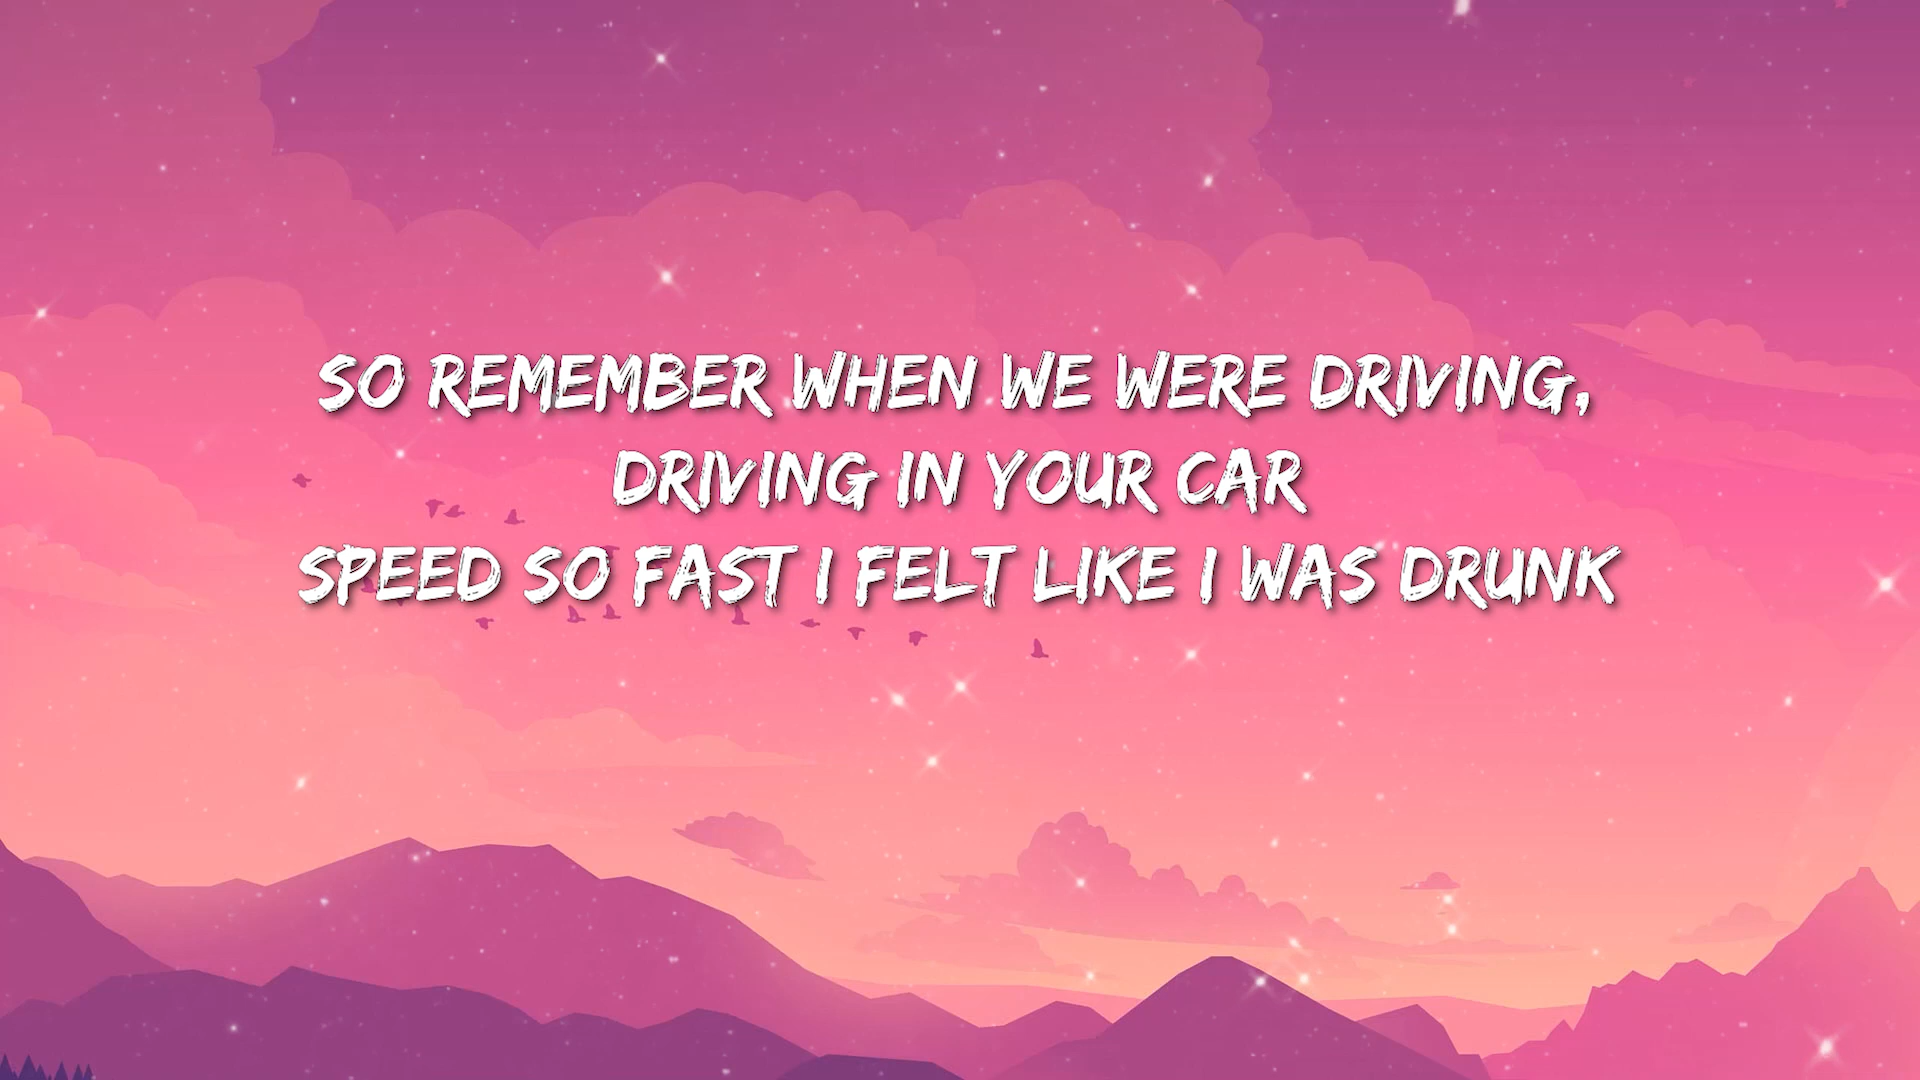 SO REMEMBER WHEN WE WERE DRIVING,
DRIVING IN YOUR CAR
SPEED SO FAST I FELT LIKE I WAS DRUNK